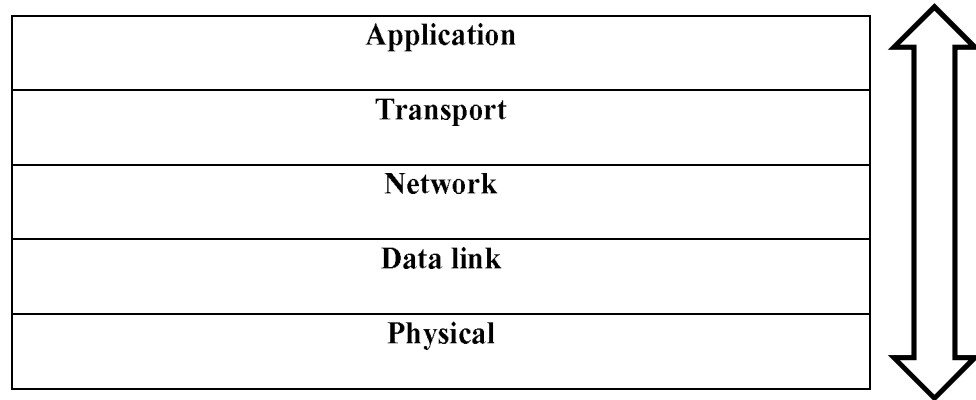 Application
Transport
Network
Data link
Physical